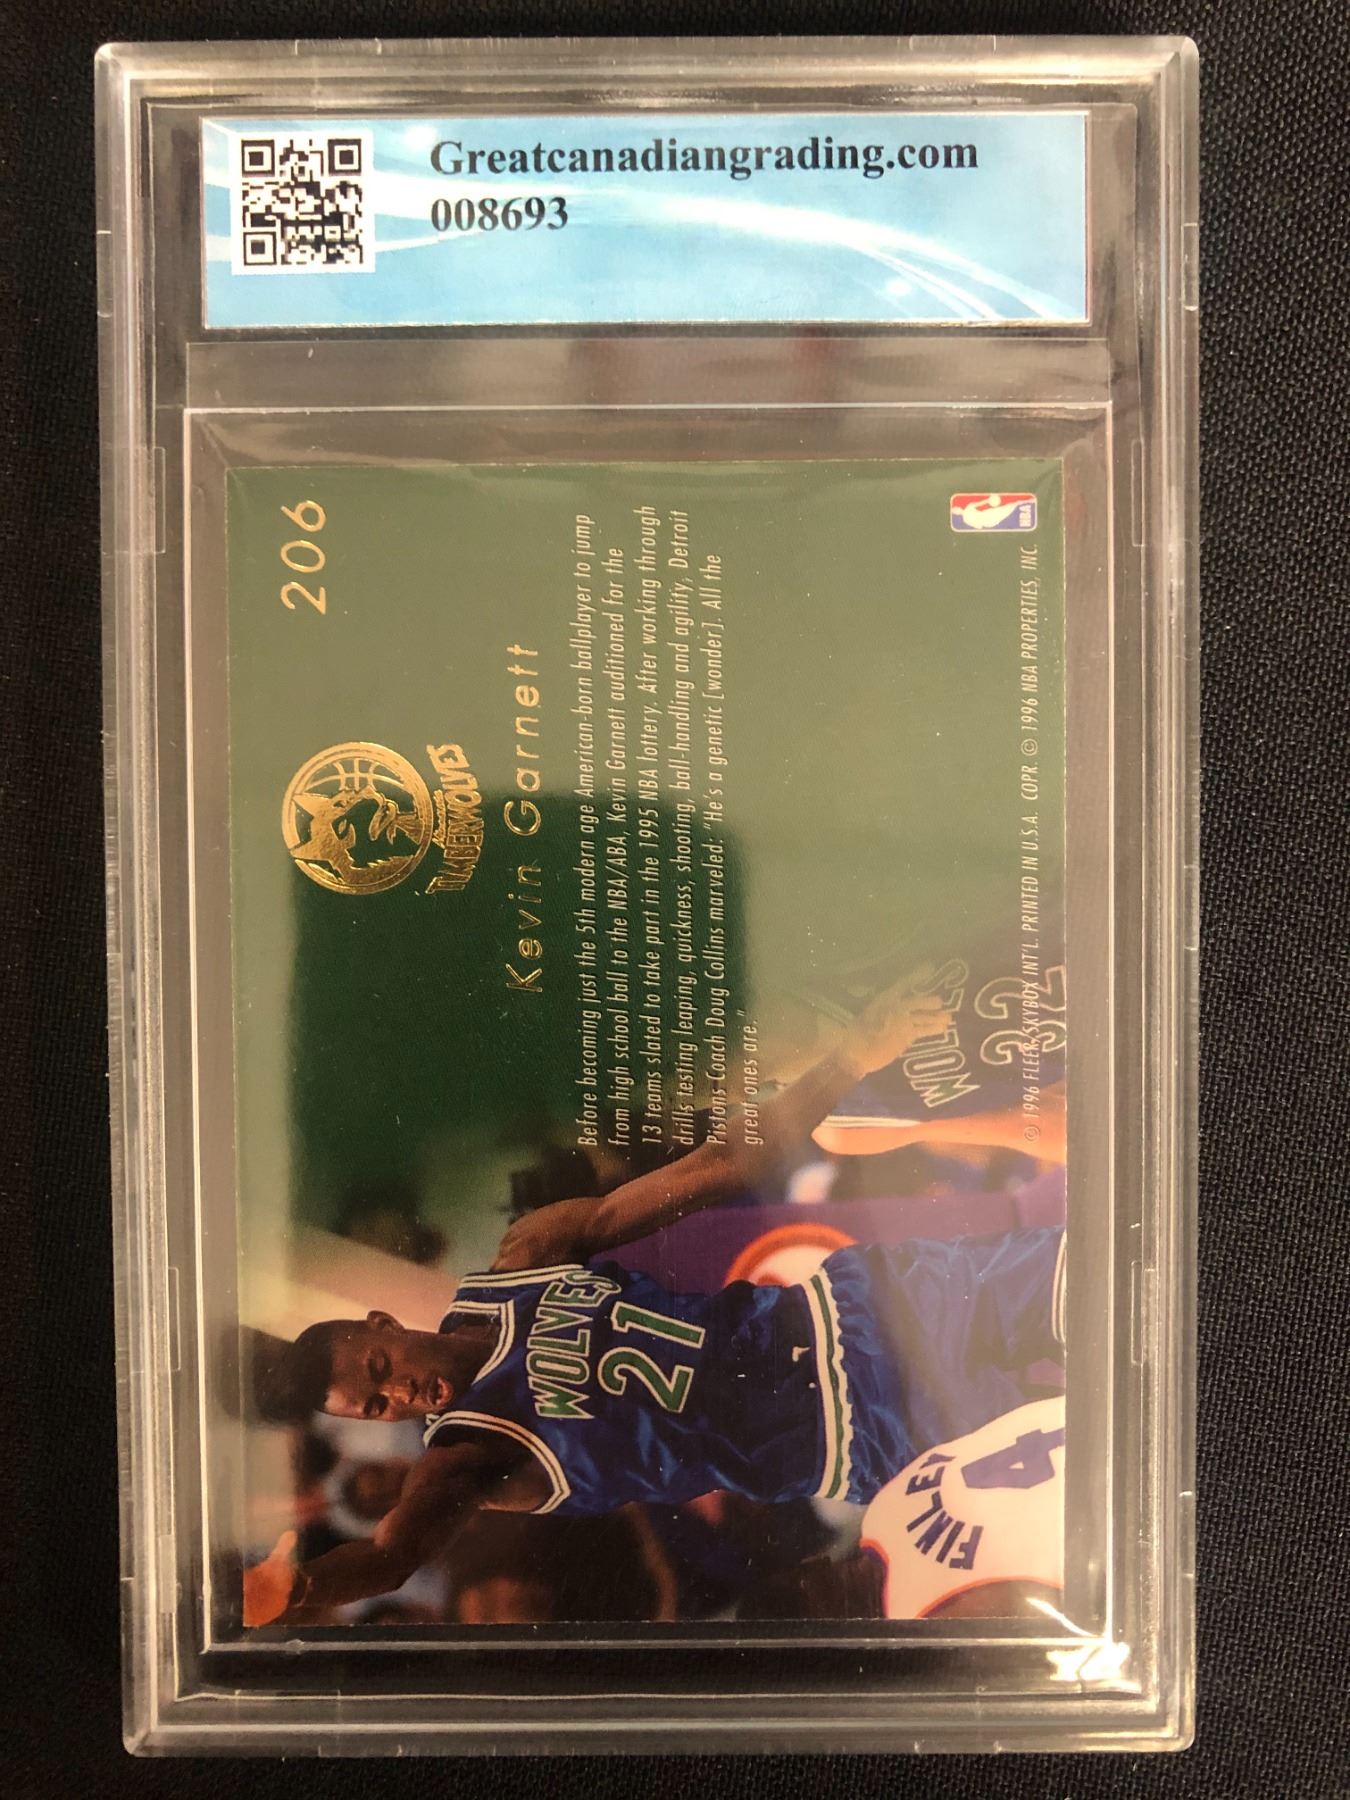 Greatcanadiangrading.com
008693
206
Minnesota
TIMBERWOLVES
Kevin Garnett
Before becoming just the 5th modern age American-born ballplayer to jump
from high school ball to the NBA/ABA, Kevin Garnett auditioned for the
13 teams slated to take part in the 1995 NBA lottery. After working through
drills testing leaping, quickness, shooting, ball-handling and agility, Detroit
Pistons Coach Doug Collins marveled: "He's a genetic [wonder]. All the
great ones are."
WOLVES
21
WOLVES
32
FINLEY
4
© 1996 FLEER/SKYBOX INT'L. PRINTED IN U.S.A. COPR. © 1996 NBA PROPERTIES, INC.
NBA